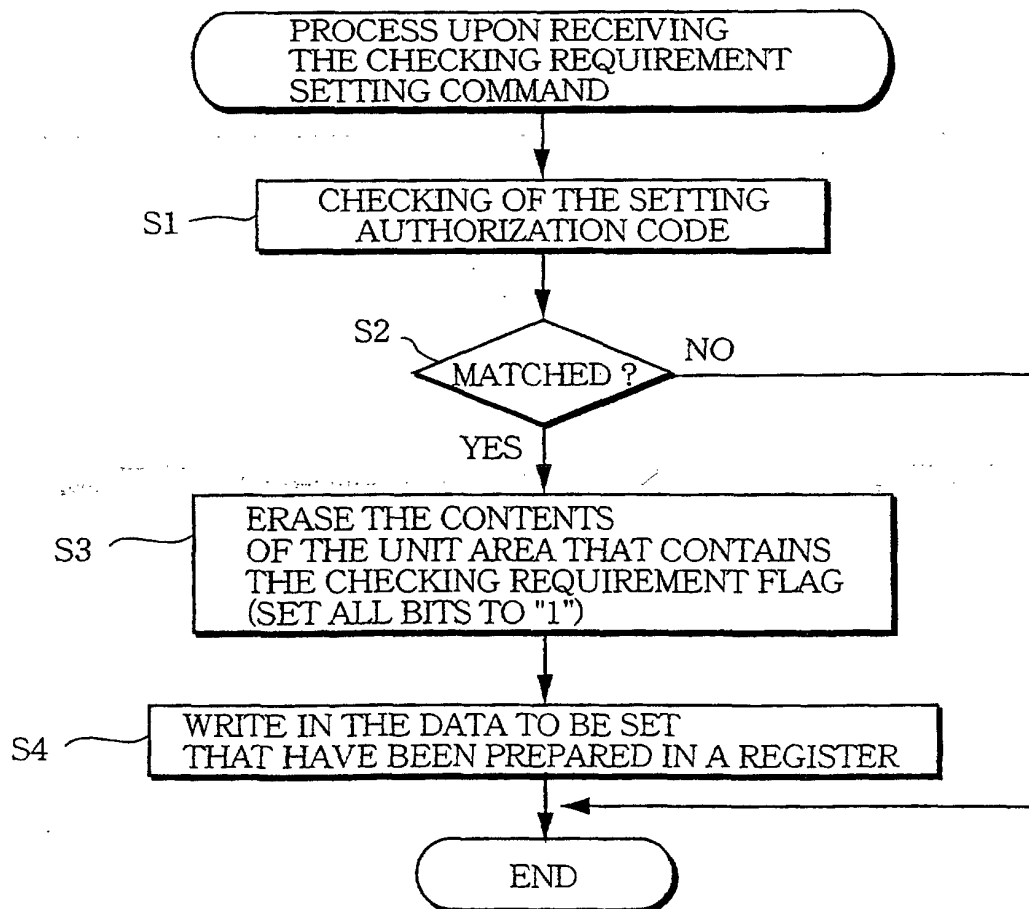 PROCESS UPON RECEIVING
THE CHECKING REQUIREMENT
SETTING COMMAND
S1
CHECKING OF THE SETTING
AUTHORIZATION CODE
S2
MATCHED ?
NO
YES
S3
ERASE THE CONTENTS
OF THE UNIT AREA THAT CONTAINS
THE CHECKING REQUIREMENT FLAG
(SET ALL BITS TO "1")
S4
WRITE IN THE DATA TO BE SET
THAT HAVE BEEN PREPARED IN A REGISTER
END